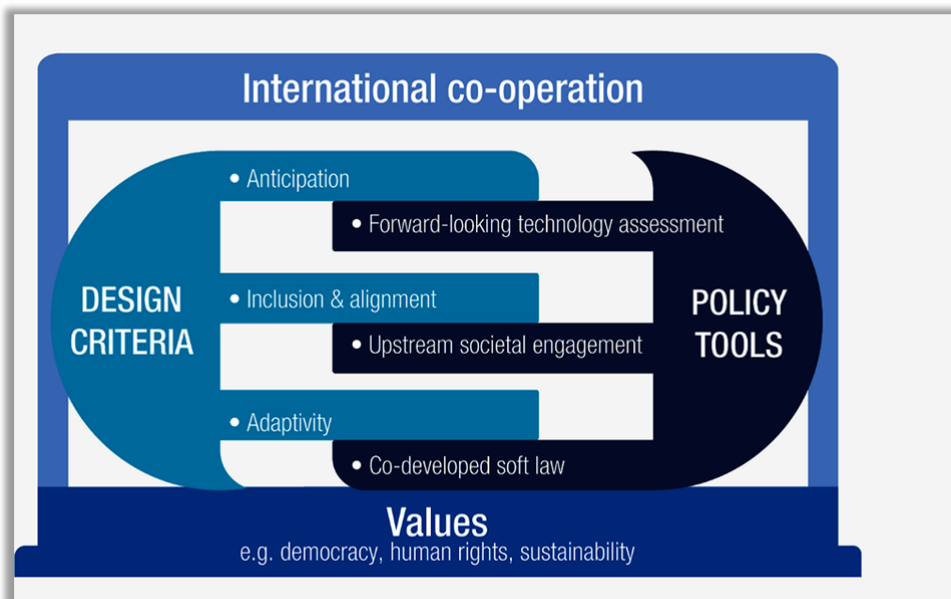 International co-operation
• Anticipation
• Forward-looking technology assessment
DESIGN
CRITERIA
• Inclusion & alignment
POLICY
TOOLS
• Upstream societal engagement
• Adaptivity
• Co-developed soft law
Values
e.g. democracy, human rights, sustainability